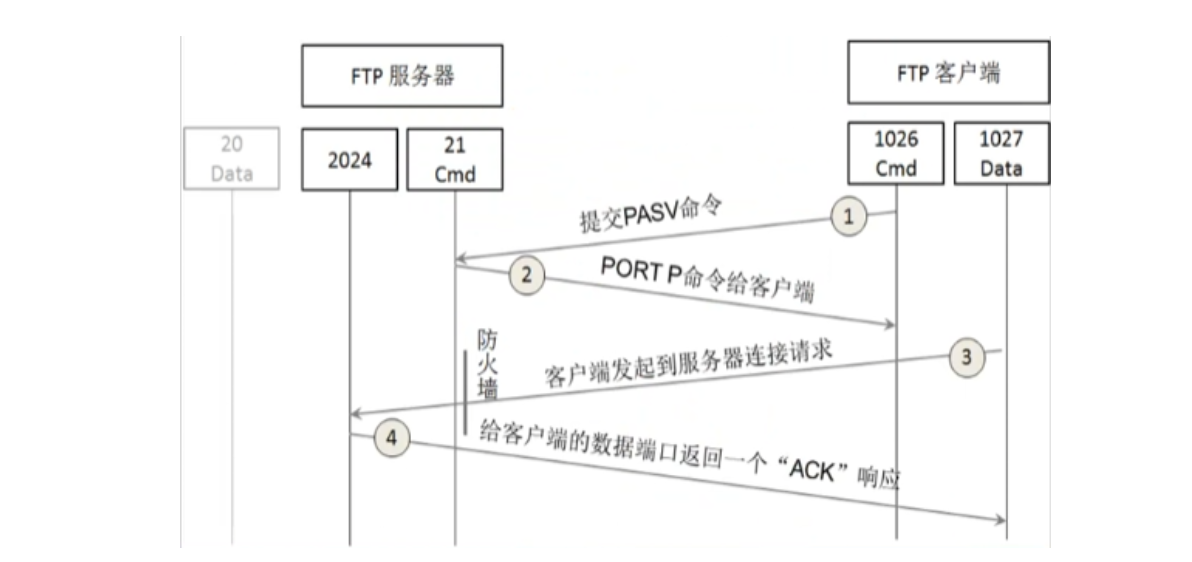 FTP 服务器
FTP 客户端
20
Data
2024
21
Cmd
1026
Cmd
1027
Data
提交PASV命令
1
2
PORT P命令给客户端
防
火
墙
客户端发起到服务器连接请求
3
4
给客户端的数据端口返回一个“ACK”响应